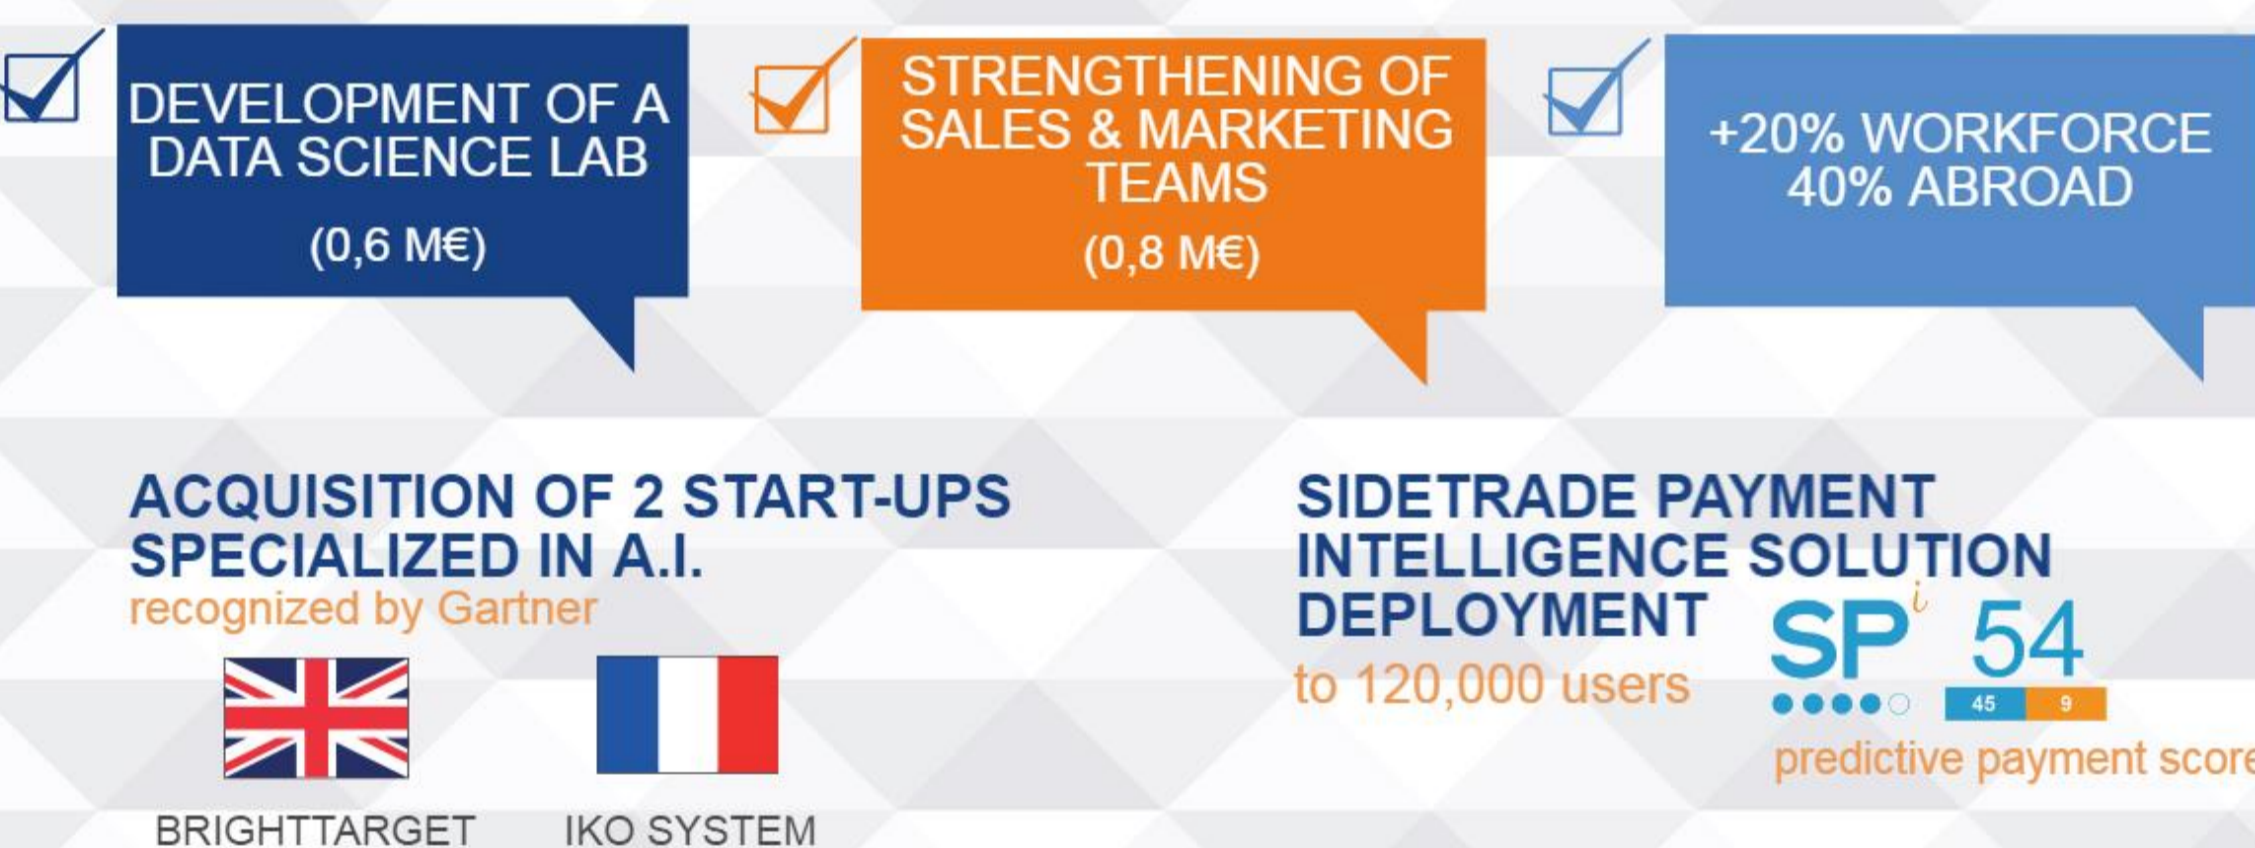 DEVELOPMENT OF A
DATA SCIENCE LAB
(0,6 M€)
STRENGTHENING OF
SALES & MARKETING
TEAMS
(0,8 M€)
+20% WORKFORCE
40% ABROAD
ACQUISITION OF 2 START-UPS
SPECIALIZED IN A.I.
recognized by Gartner
BRIGHTTARGET
IKO SYSTEM
SIDETRADE PAYMENT
INTELLIGENCE SOLUTION
DEPLOYMENT
to 120,000 users
SPi 54
45 9
predictive payment score